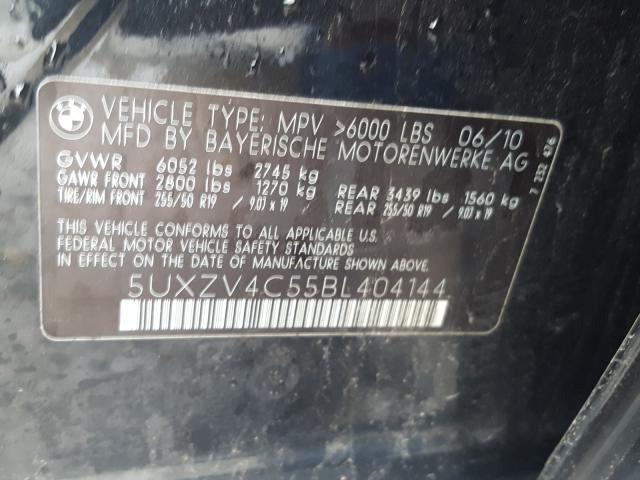 BMW
VEHICLE TYPE: MPV >6000 LBS 06/10
MFD BY BAYERISCHE MOTORENWERKE AG
GVWR 6052 lbs 2745 kg
GAWR FRONT 2800 lbs 1270 kg REAR 3439 lbs 1560 kg
TIRE/RIM FRONT 255/50 R19 / 9.0J x 19 REAR 255/50 R19 / 9.0J x 19
THIS VEHICLE CONFORMS TO ALL APPLICABLE U.S.
FEDERAL MOTOR VEHICLE SAFETY STANDARDS
IN EFFECT ON THE DATE OF MANUFACTURE SHOWN ABOVE.
5UXZV4C55BL404144